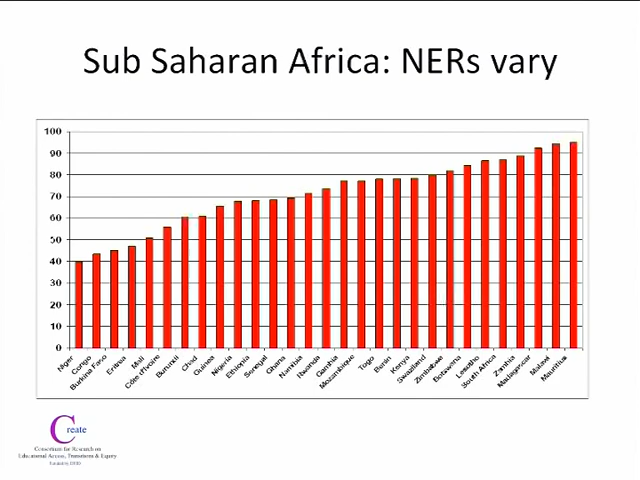 Sub Saharan Africa: NERs vary
100
90
80
70
60
50
40
30
20
10
0
Niger
Congo
Burkina Faso
Eritrea
Mali
Côte d'Ivoire
Burundi
Chad
Guinea
Nigeria
Ethiopia
Senegal
Ghana
Namibia
Rwanda
Gambia
Mozambique
Togo
Benin
Kenya
Swaziland
Zimbabwe
Botswana
Lesotho
South Africa
Zambia
Madagascar
Malawi
Mauritius
Create
Consortium for Research on
Educational Access, Transitions & Equity
Funded by DFID